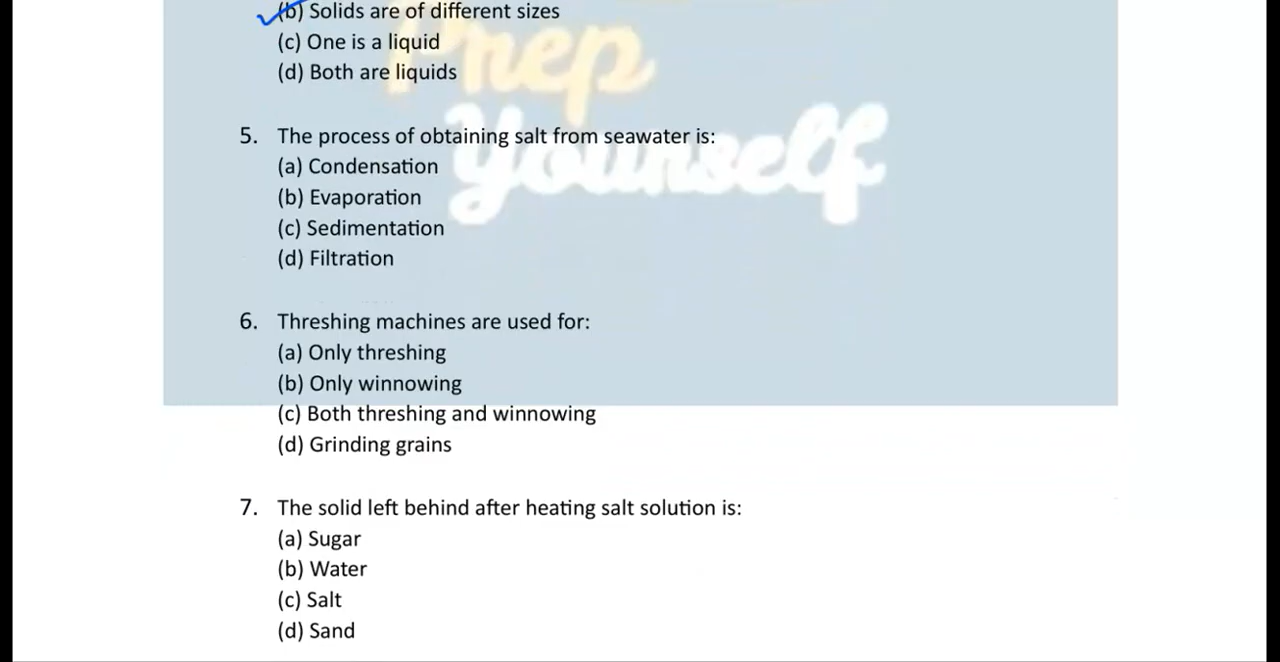 (b) Solids are of different sizes
(c) One is a liquid
(d) Both are liquids
Prep
Yourself
5. The process of obtaining salt from seawater is:
(a) Condensation
(b) Evaporation
(c) Sedimentation
(d) Filtration
6. Threshing machines are used for:
(a) Only threshing
(b) Only winnowing
(c) Both threshing and winnowing
(d) Grinding grains
7. The solid left behind after heating salt solution is:
(a) Sugar
(b) Water
(c) Salt
(d) Sand